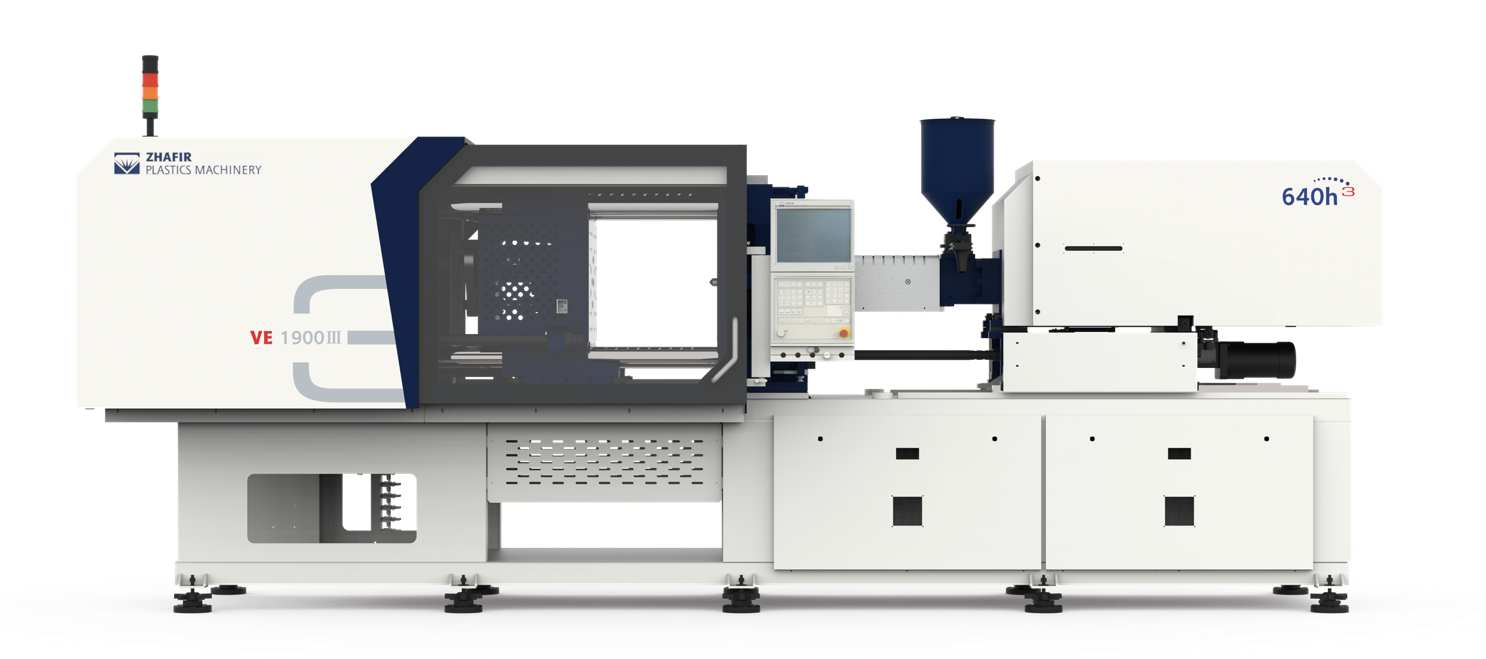 ZHAFIR
PLASTICS MACHINERY
640h3
VE 1900III